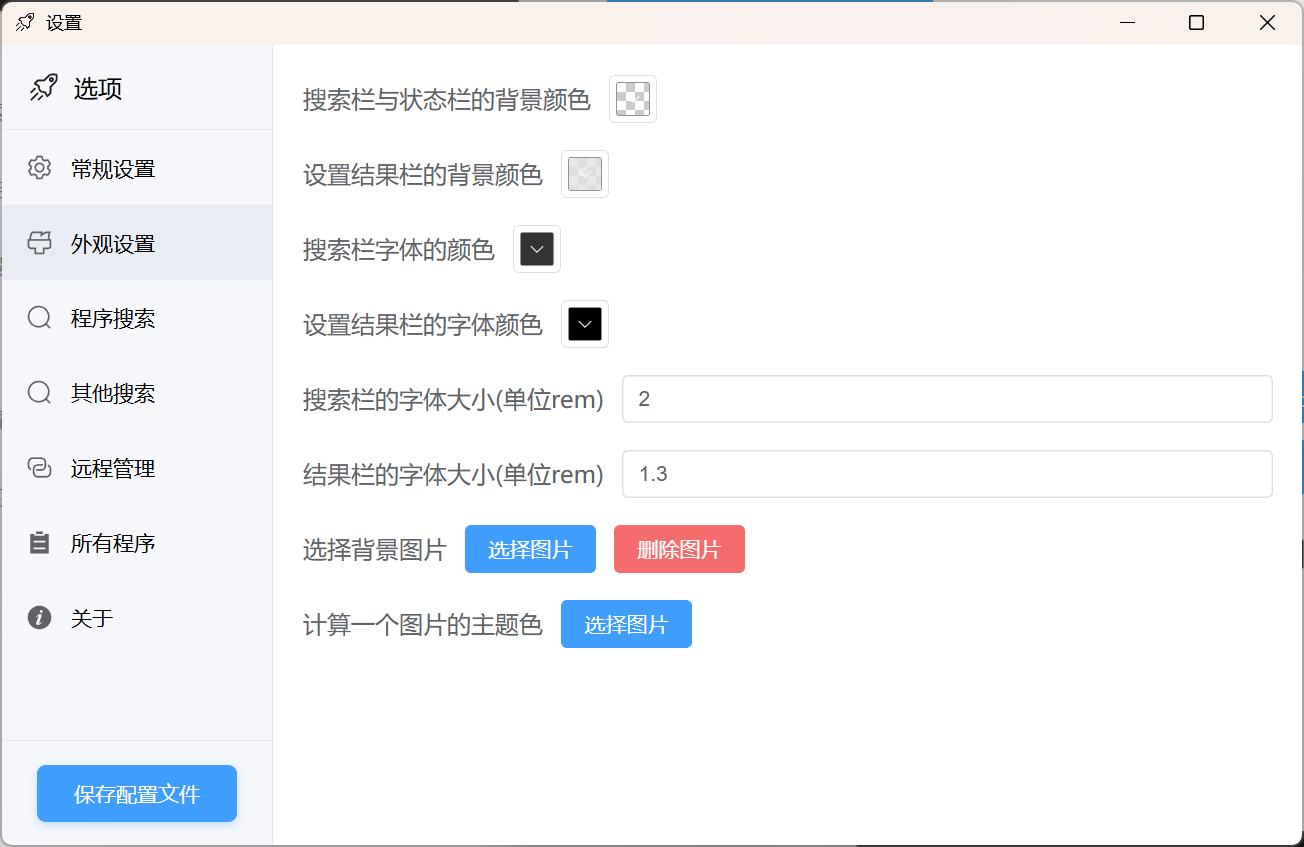 设置
选项
常规设置
外观设置
程序搜索
其他搜索
远程管理
所有程序
关于
保存配置文件
搜索栏与状态栏的背景颜色
设置结果栏的背景颜色
搜索栏字体的颜色
设置结果栏的字体颜色
搜索栏的字体大小(单位rem) 2
结果栏的字体大小(单位rem) 1.3
选择背景图片 选择图片 删除图片
计算一个图片的主题色 选择图片